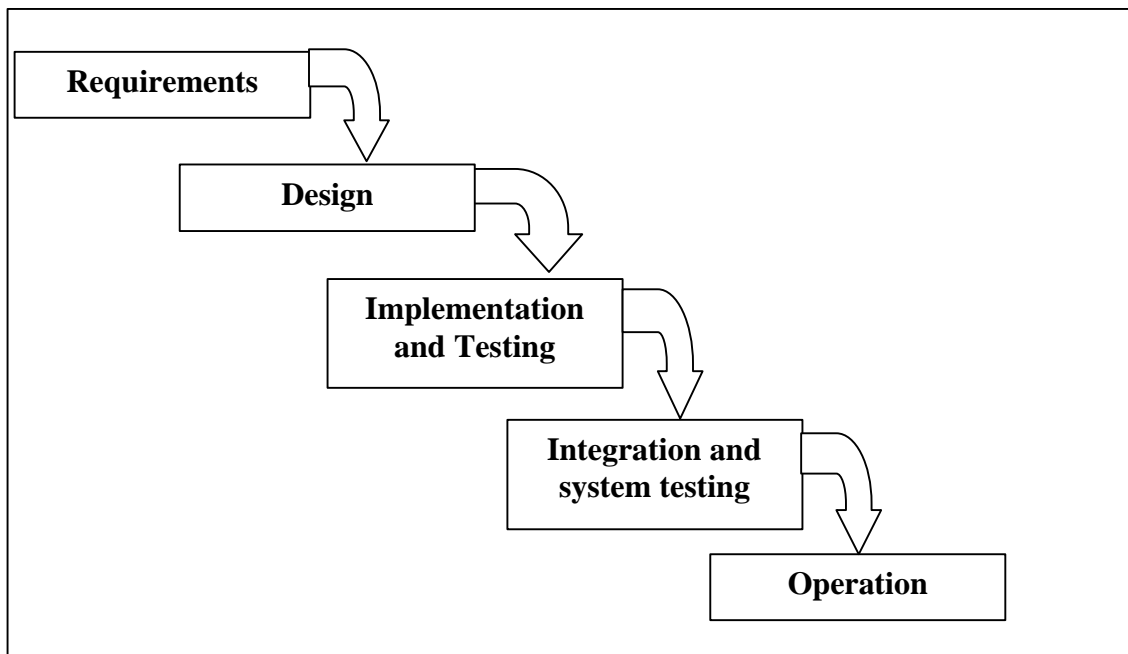 Requirements
Design
Implementation
and Testing
Integration and
system testing
Operation